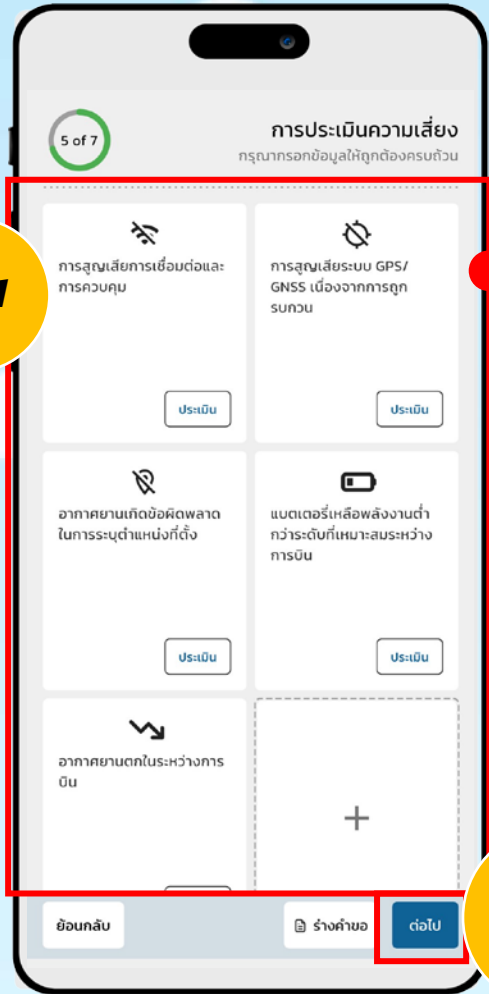 5 of 7
การประเมินความเสี่ยง
กรุณากรอกข้อมูลให้ถูกต้องครบถ้วน
การสูญเสียการเชื่อมต่อและ
การควบคุม
ประเมิน
การสูญเสียระบบ GPS/
GNSS เนื่องจากการถูก
รบกวน
ประเมิน
อากาศยานเกิดข้อผิดพลาด
ในการระบุตำแหน่งที่ตั้ง
ประเมิน
แบตเตอรี่เหลือพลังงานต่ำ
กว่าระดับที่เหมาะสมระหว่าง
การบิน
ประเมิน
อากาศยานตกในระหว่างการ
บิน
+
ย้อนกลับ
ร่างคำขอ
ต่อไป